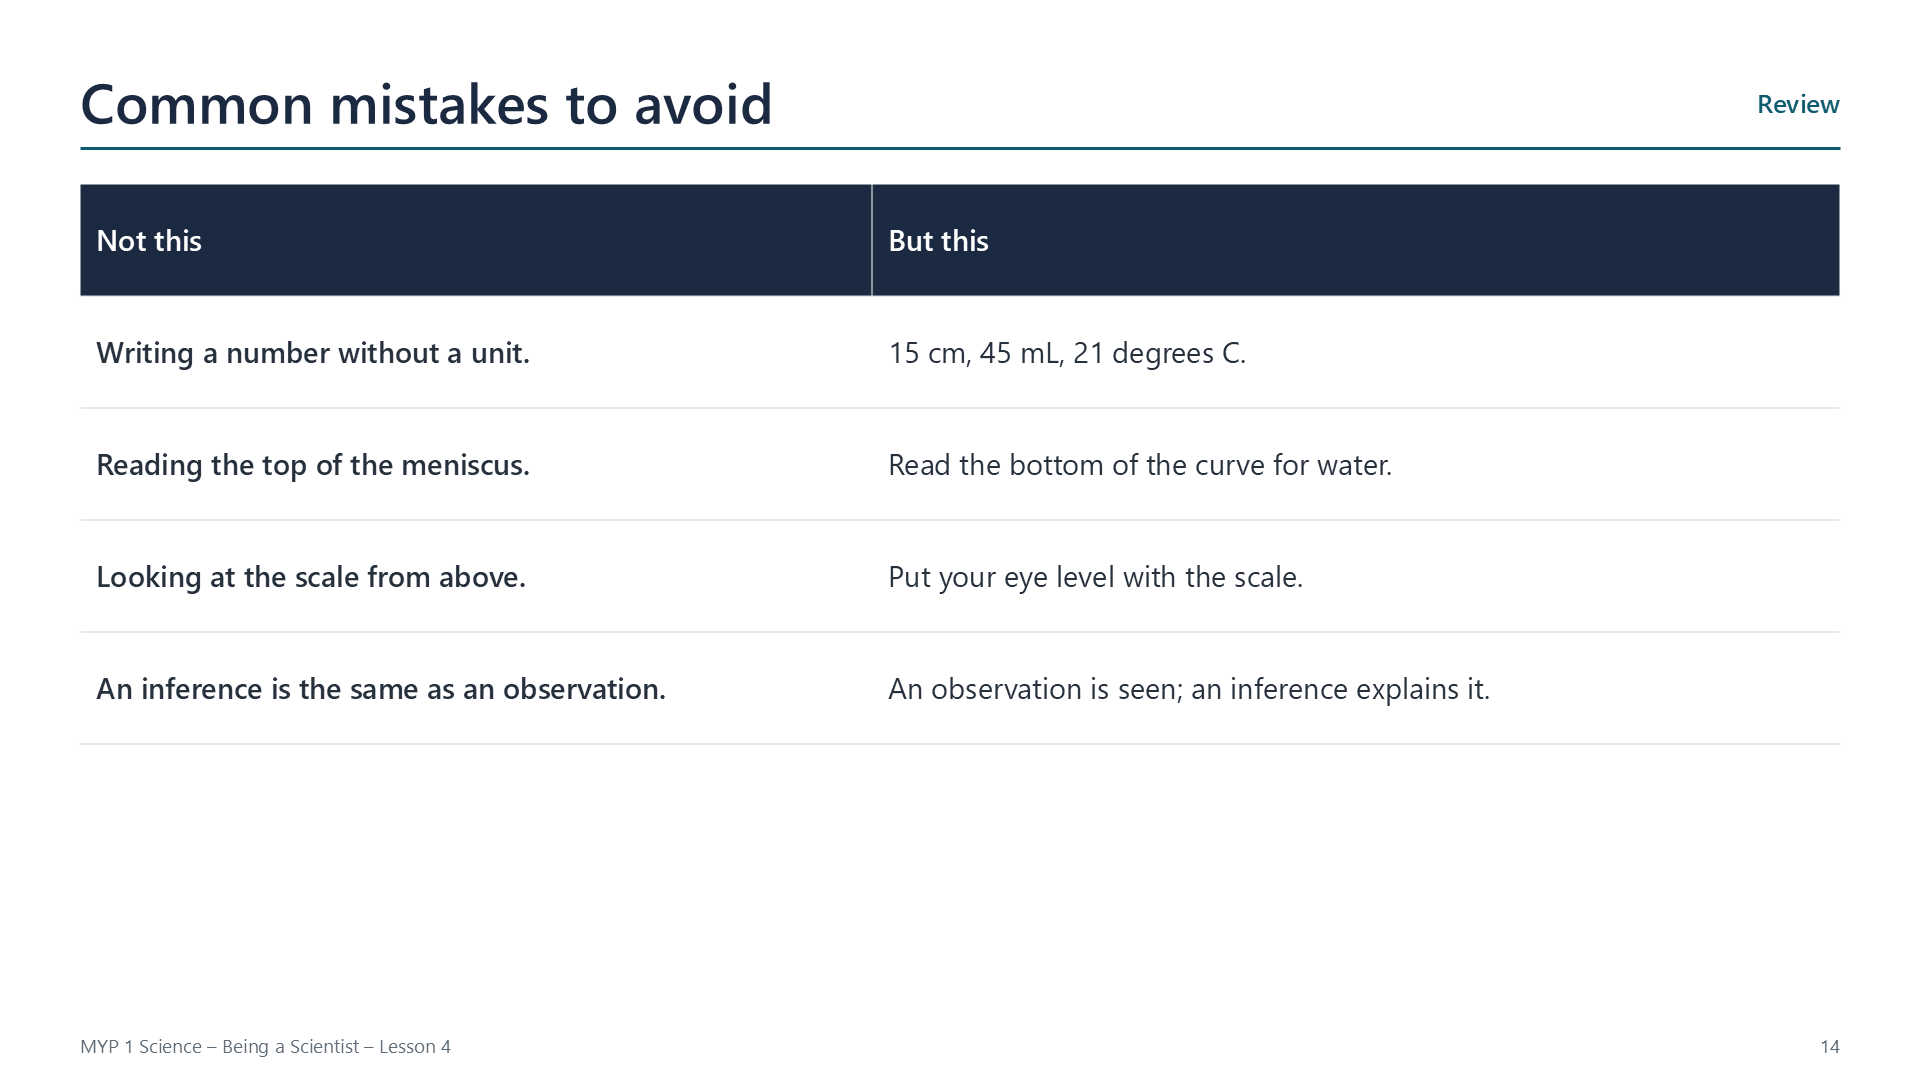 Common mistakes to avoid
Review
Not this
But this
Writing a number without a unit.
15 cm, 45 mL, 21 degrees C.
Reading the top of the meniscus.
Read the bottom of the curve for water.
Looking at the scale from above.
Put your eye level with the scale.
An inference is the same as an observation.
An observation is seen; an inference explains it.
MYP 1 Science – Being a Scientist – Lesson 4
14